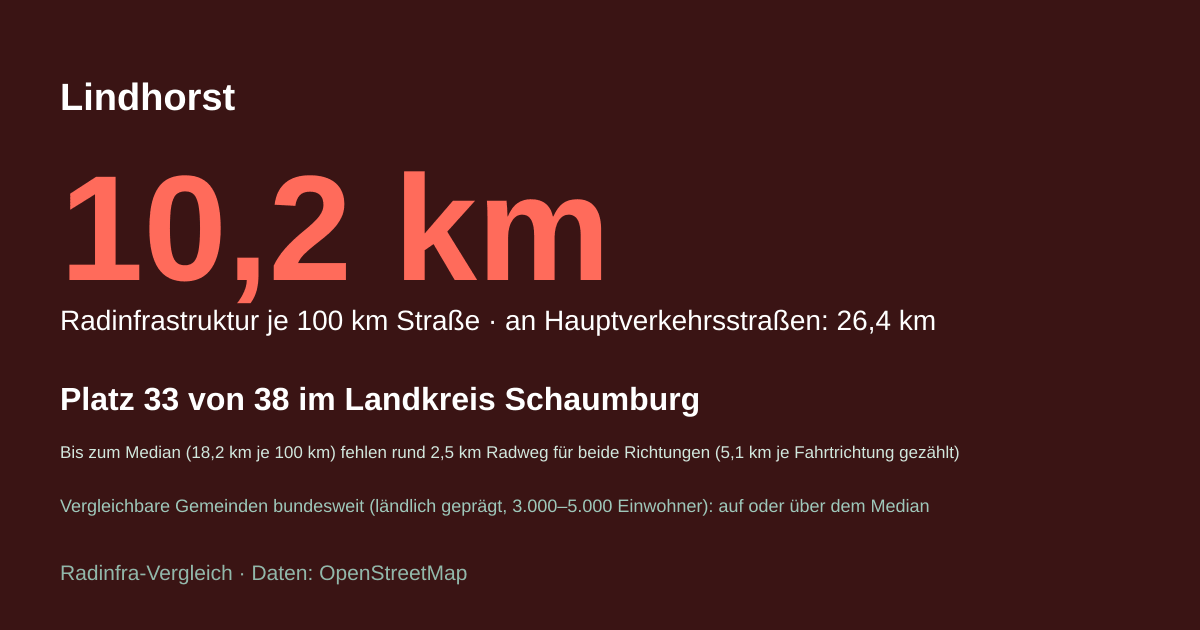 Lindhorst
10,2 km
Radinfrastruktur je 100 km Straße · an Hauptverkehrsstraßen: 26,4 km
Platz 33 von 38 im Landkreis Schaumburg
Bis zum Median (18,2 km je 100 km) fehlen rund 2,5 km Radweg für beide Richtungen (5,1 km je Fahrtrichtung gezählt)
Vergleichbare Gemeinden bundesweit (ländlich geprägt, 3.000–5.000 Einwohner): auf oder über dem Median
Radinfra-Vergleich · Daten: OpenStreetMap